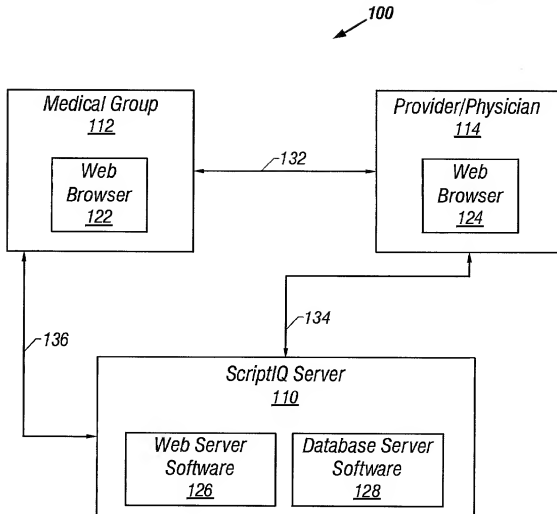 100
Medical Group
112
Web
Browser
122
Provider/Physician
114
Web
Browser
124
132
134
136
ScriptIQ Server
110
Web Server
Software
126
Database Server
Software
128